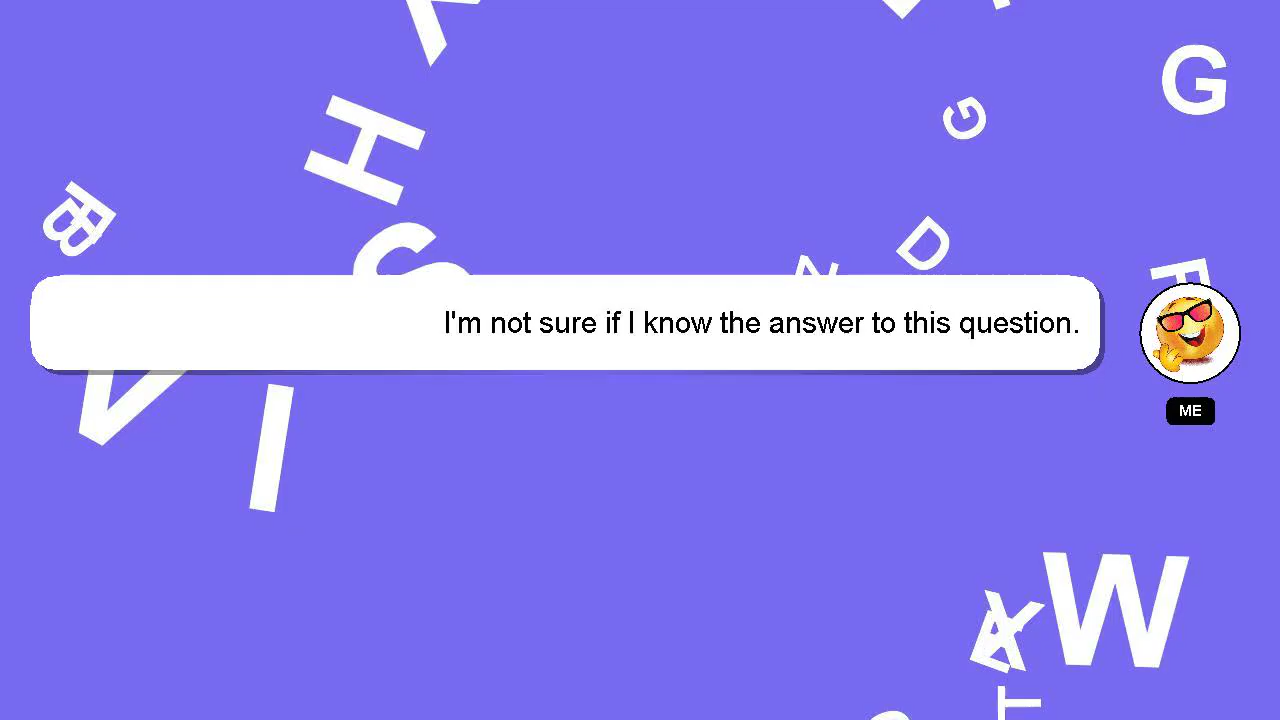 G
G
H
B
R
D
Z
S
F
I'm not sure if I know the answer to this question.
ME
I
W
X
T